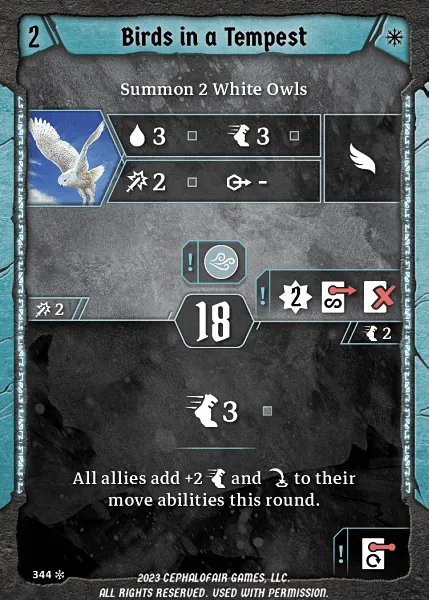 2 Birds in a Tempest
Summon 2 White Owls
3 3
2 -
! ! 2
2 18 2
3
All allies add +2 and to their
move abilities this round.
!
344
2023 CEPHALOFAIR GAMES, LLC.
ALL RIGHTS RESERVED. USED WITH PERMISSION.